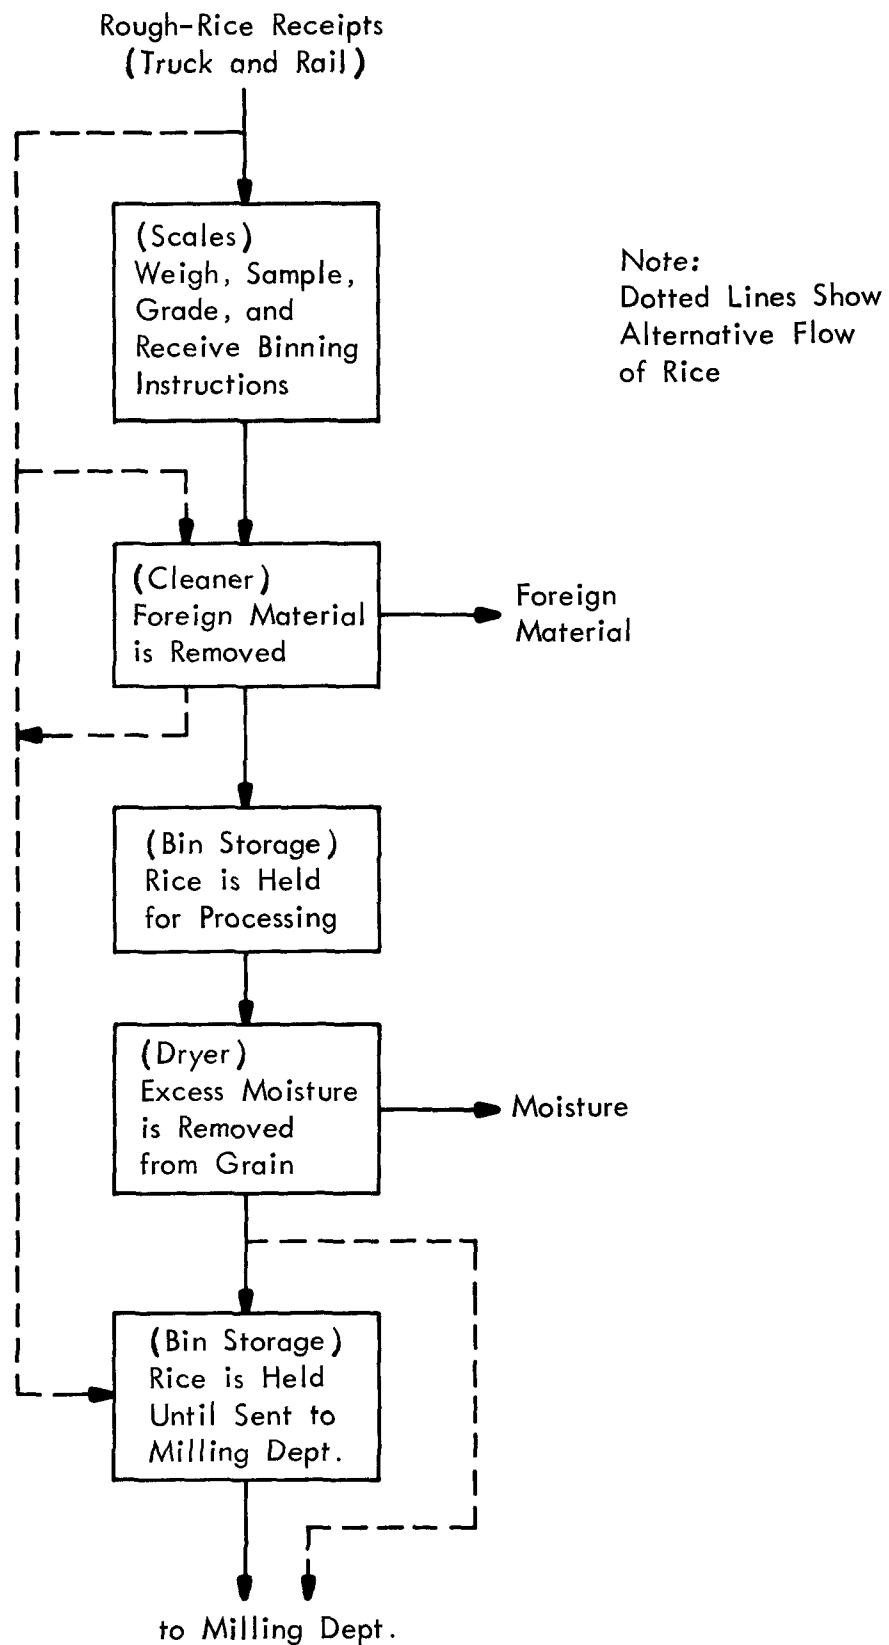 Rough-Rice Receipts
(Truck and Rail)
(Scales)
Weigh, Sample,
Grade, and
Receive Binning
Instructions
Note:
Dotted Lines Show
Alternative Flow
of Rice
(Cleaner)
Foreign Material
is Removed
Foreign
Material
(Bin Storage)
Rice is Held
for Processing
(Dryer)
Excess Moisture
is Removed
from Grain
Moisture
(Bin Storage)
Rice is Held
Until Sent to
Milling Dept.
to Milling Dept.